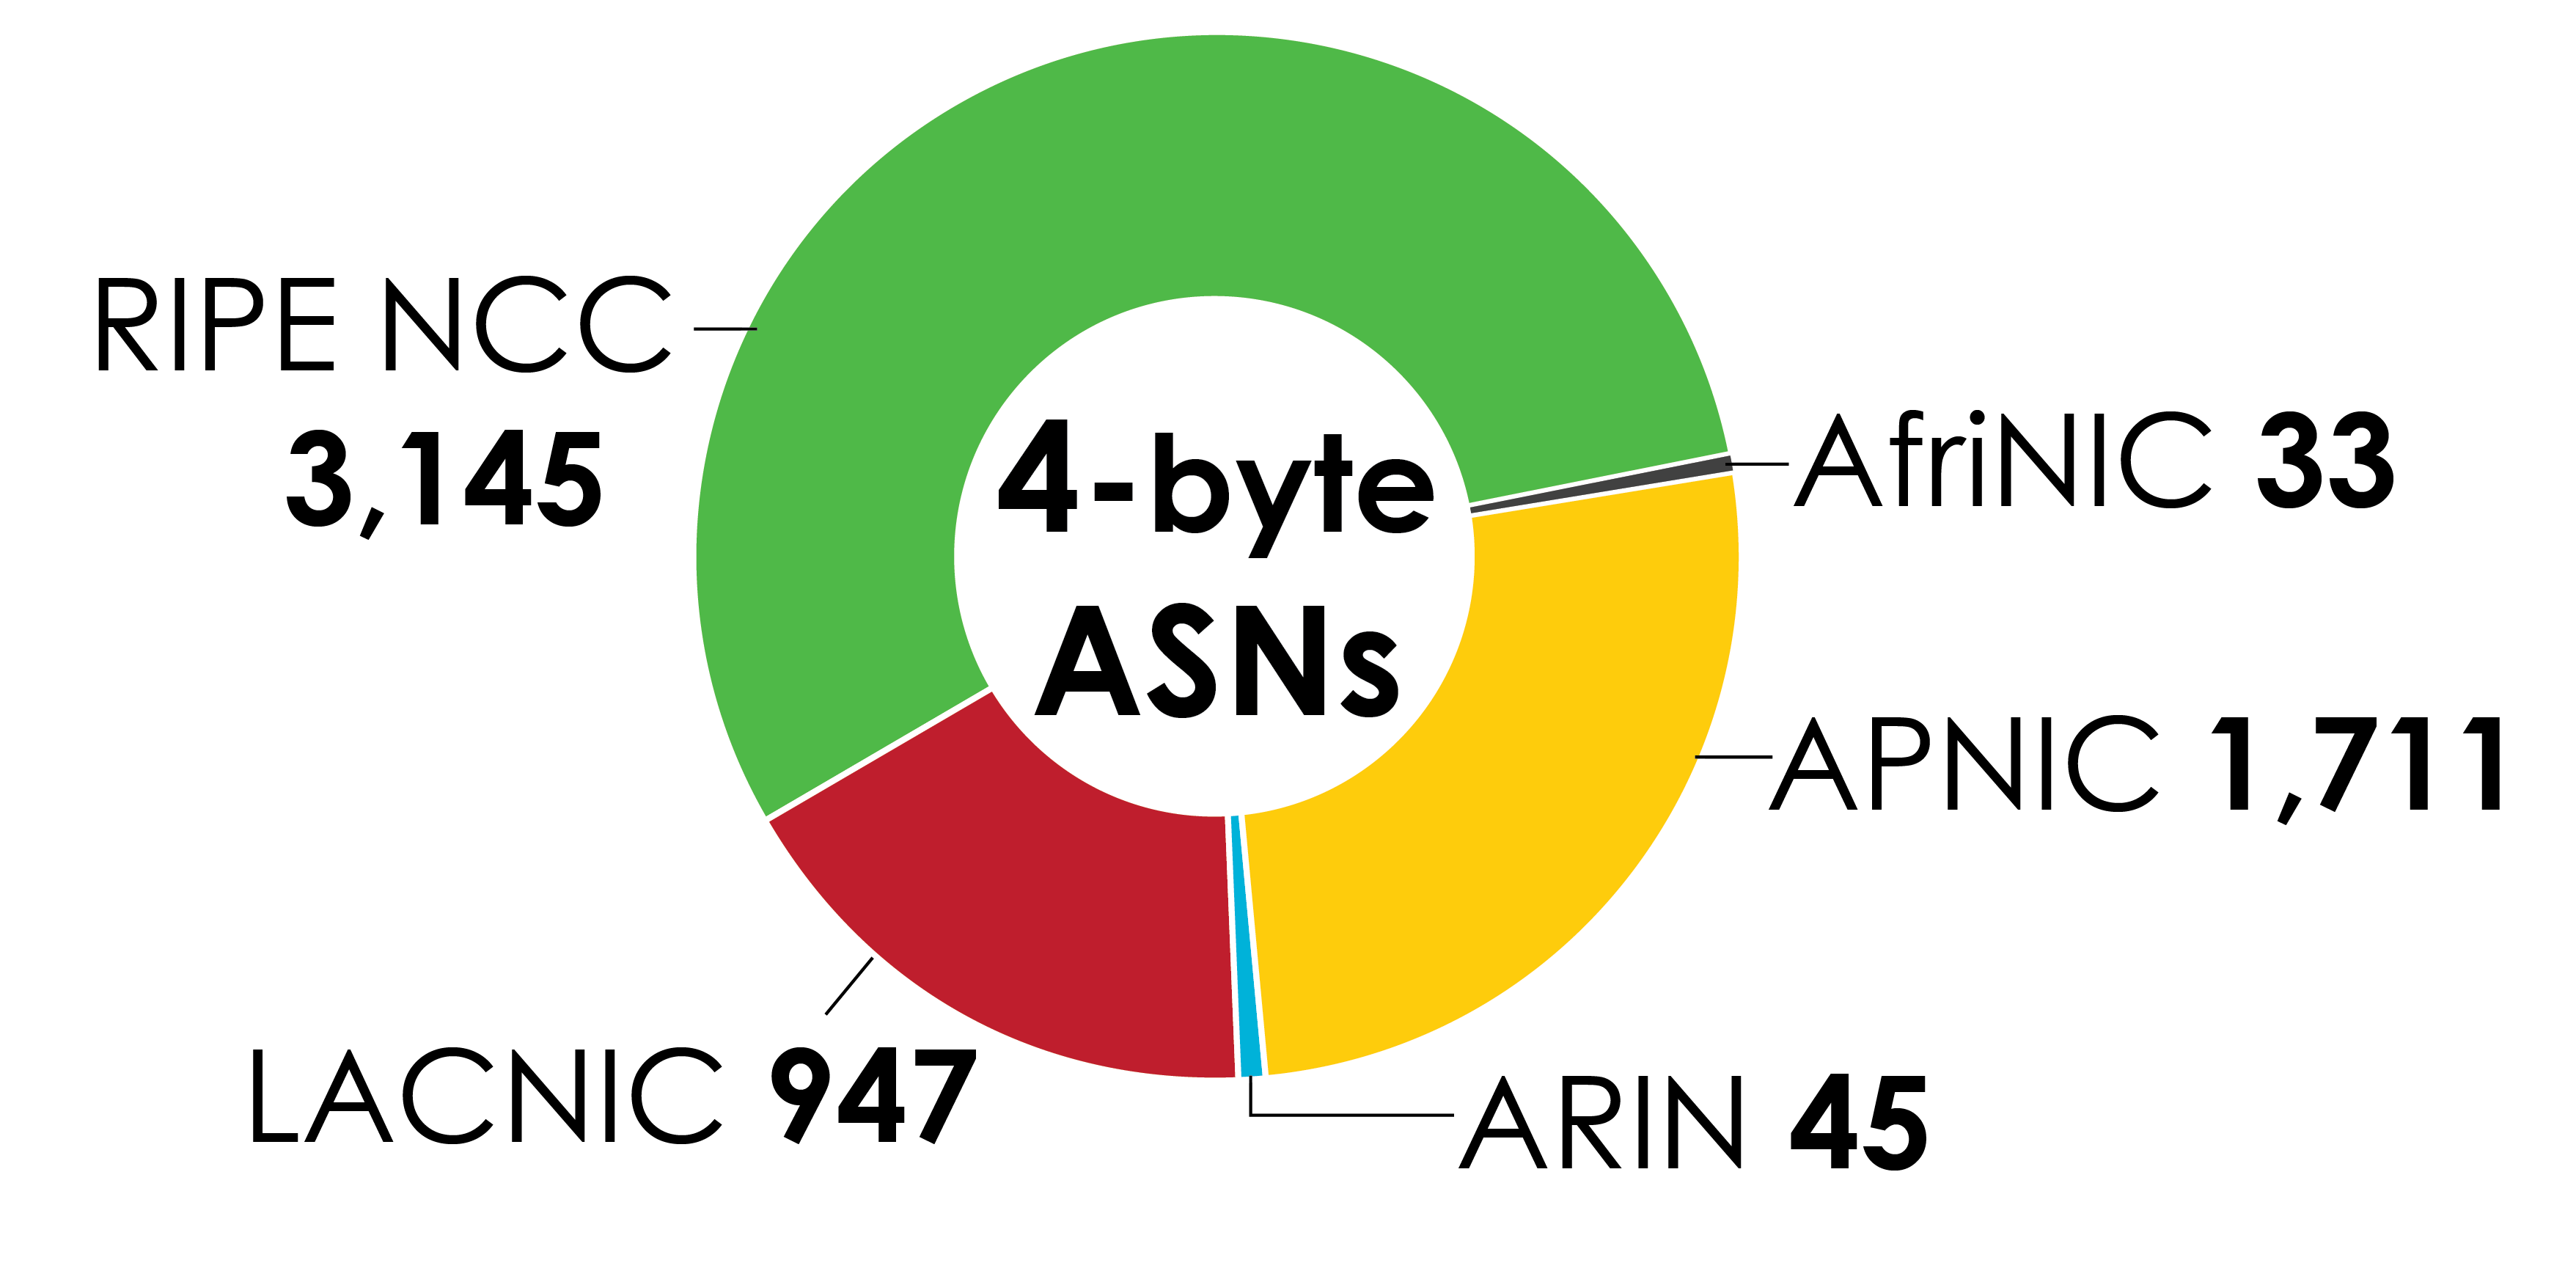 RIPE NCC
3,145
4-byte
ASNs
AfriNIC 33
APNIC 1,711
LACNIC 947
ARIN 45